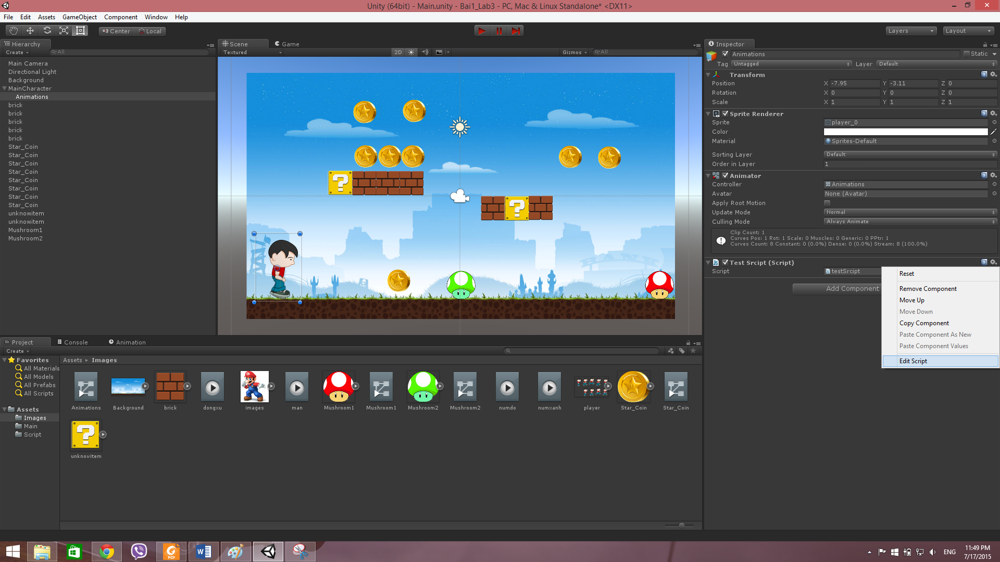 Unity (64bit) - Main.unity - Bai1_Lab3 - PC, Mac & Linux Standalone* <DX11>
File Edit Assets GameObject Component Window Help
Center Local
Layers Layout
Hierarchy
Create All
Main Camera
Directional Light
Background
MainCharacter
Animations
brick
brick
brick
brick
brick
Star_Coin
Star_Coin
Star_Coin
Star_Coin
Star_Coin
Star_Coin
Star_Coin
Star_Coin
unknowitem
unknowitem
Mushroom1
Mushroom2
Scene Game
Textured 2D Gizmos All
Inspector
Animations Static
Tag Untagged Layer Default
Transform
Position X -7.95 Y -3.11 Z 0
Rotation X 0 Y 0 Z 0
Scale X 1 Y 1 Z 1
Sprite Renderer
Sprite player_0
Color
Material Sprites-Default
Sorting Layer Default
Order in Layer 1
Animator
Controller Animations
Avatar None (Avatar)
Apply Root Motion
Update Mode Normal
Culling Mode Always Animate
Clip Count: 1
Curves Pos: 1 Rot: 1 Scale: 0 Muscles: 0 Generic: 0 PPtr: 1
Curves Count: 8 Constant: 0 (0.0%) Dense: 0 (0.0%) Stream: 8 (100.0%)
Test Srcipt (Script)
Script testSrcipt
Add Component
Reset
Remove Component
Move Up
Move Down
Copy Component
Paste Component As New
Paste Component Values
Edit Script
Project Console Animation
Create
Favorites
All Materials
All Models
All Prefabs
All Scripts
Assets
Images
Main
Script
Assets Images
Animations Background brick dongxu images man Mushroom1 Mushroom1 Mushroom2 Mushroom2 numdo numxanh player Star_Coin Star_Coin
unknowitem
PDF
ENG
11:49 PM
7/17/2015